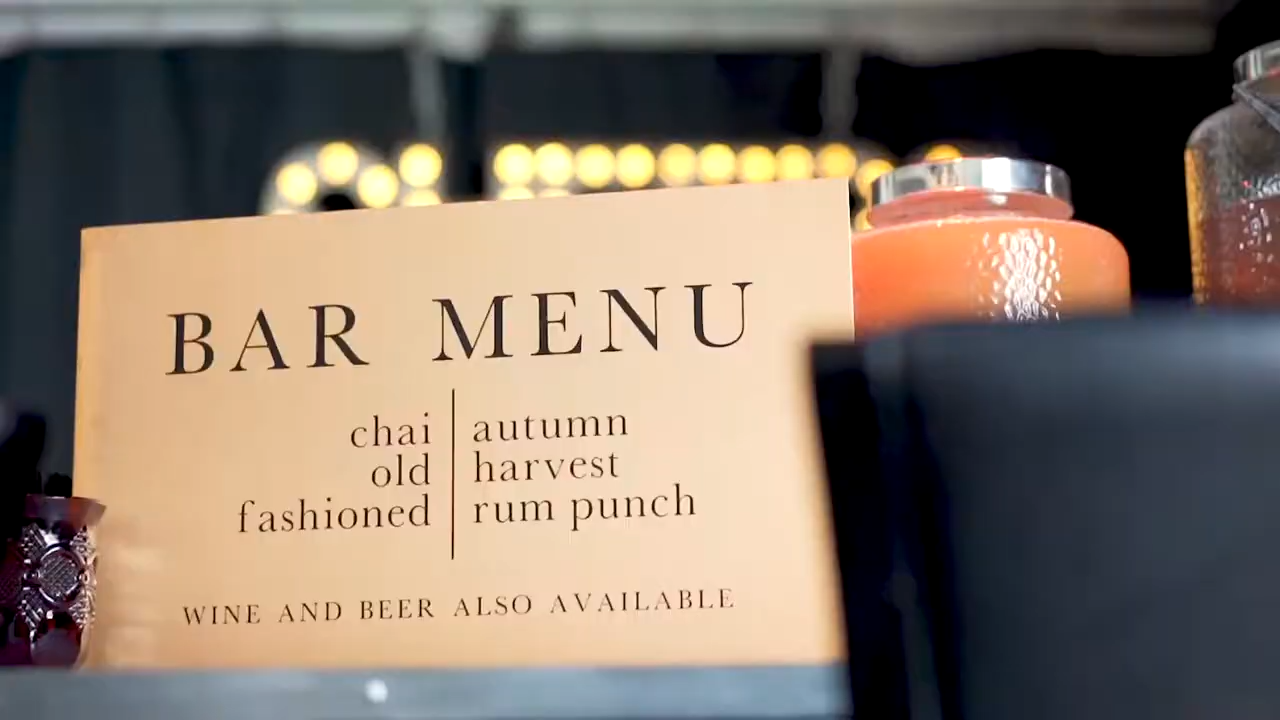 BAR MENU
chai
old
fashioned
autumn
harvest
rum punch
WINE AND BEER ALSO AVAILABLE